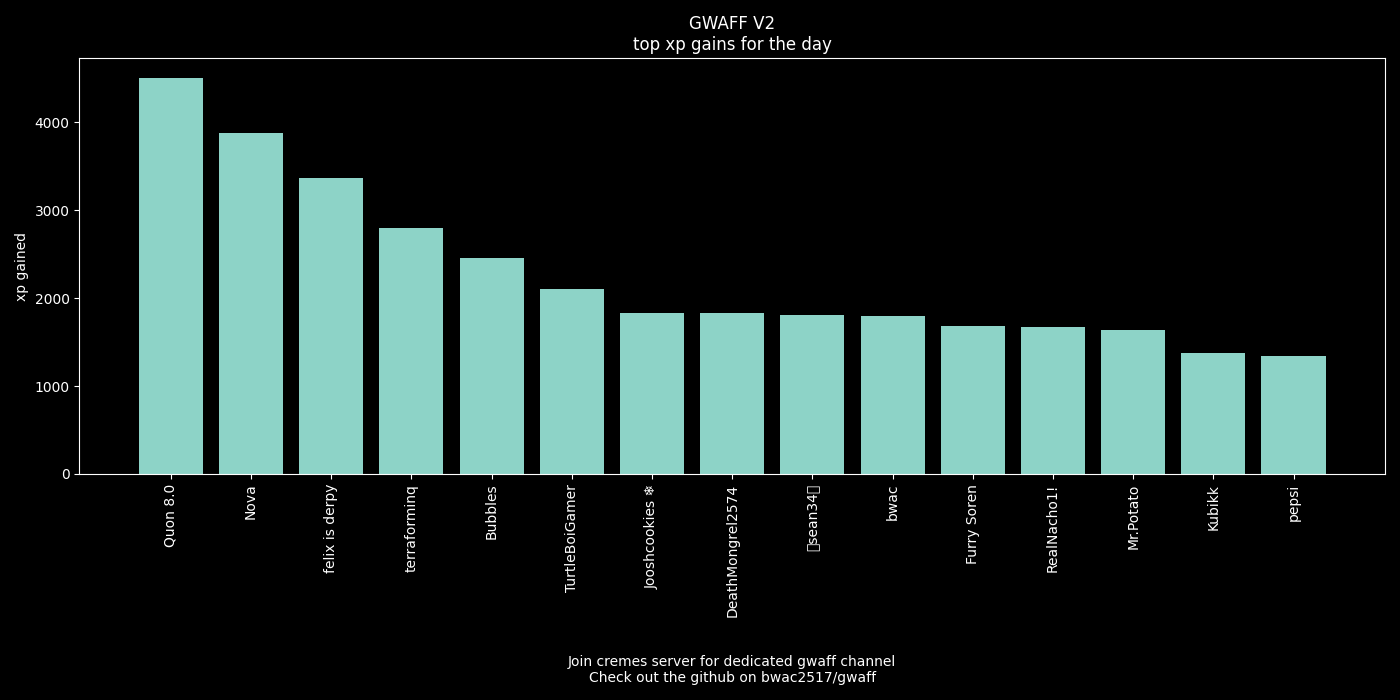 GWAFF V2
top xp gains for the day
xp gained
4000
3000
2000
1000
0
Quon 8.0
Nova
felix is derpy
terraforminq
Bubbles
TurtleBoiGamer
Jooshcookies ❄
DeathMongrel2574
▯sean34▯
bwac
Furry Soren
RealNacho1!
Mr.Potato
Kubikk
pepsi
Join cremes server for dedicated gwaff channel
Check out the github on bwac2517/gwaff